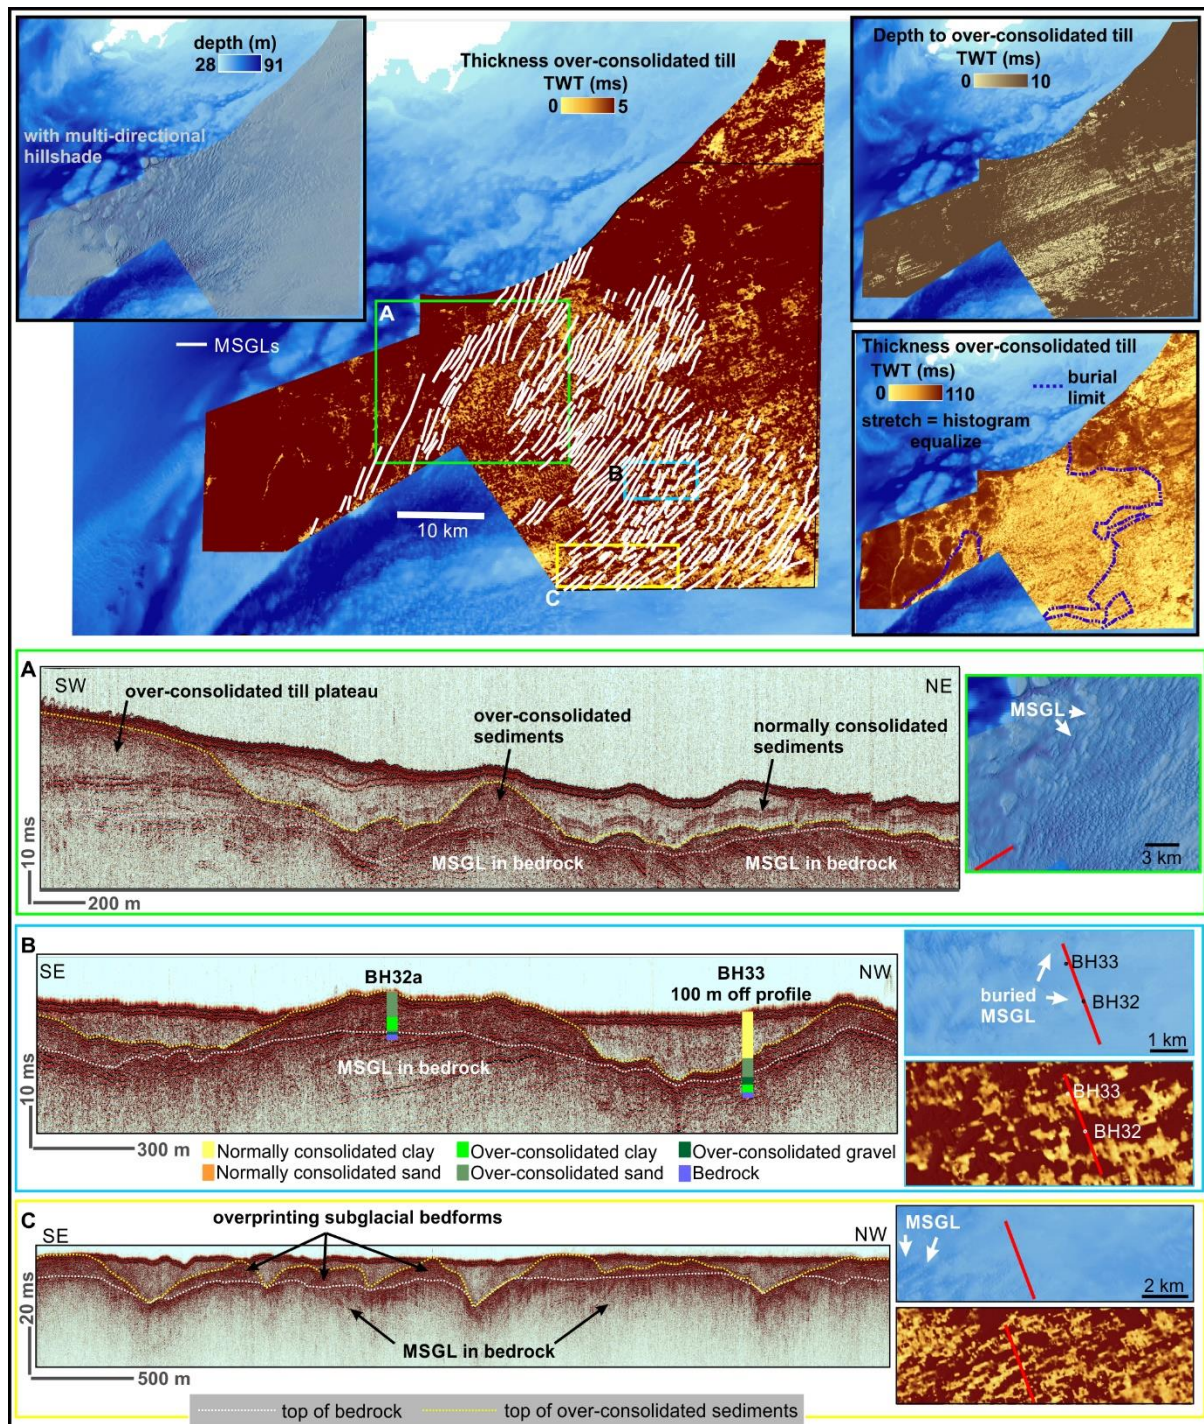 depth (m)
28 91
with multi-directional
hillshade
Thickness over-consolidated till
TWT (ms)
0 5
Depth to over-consolidated till
TWT (ms)
0 10
A
MSGLs
B
10 km
C
Thickness over-consolidated till
TWT (ms)
0 110
burial
limit
stretch = histogram
equalize
A
SW
NE
over-consolidated till plateau
over-consolidated
sediments
normally consolidated
sediments
MSGL in bedrock
MSGL in bedrock
10 ms
200 m
MSGL
3 km
B
SE
NW
BH32a
BH33
100 m off profile
MSGL in bedrock
10 ms
300 m
Normally consolidated clay
Over-consolidated clay
Over-consolidated gravel
Normally consolidated sand
Over-consolidated sand
Bedrock
BH33
buried
MSGL
BH32
1 km
BH33
BH32
C
SE
NW
overprinting subglacial bedforms
MSGL in bedrock
20 ms
500 m
MSGL
2 km
top of bedrock
top of over-consolidated sediments